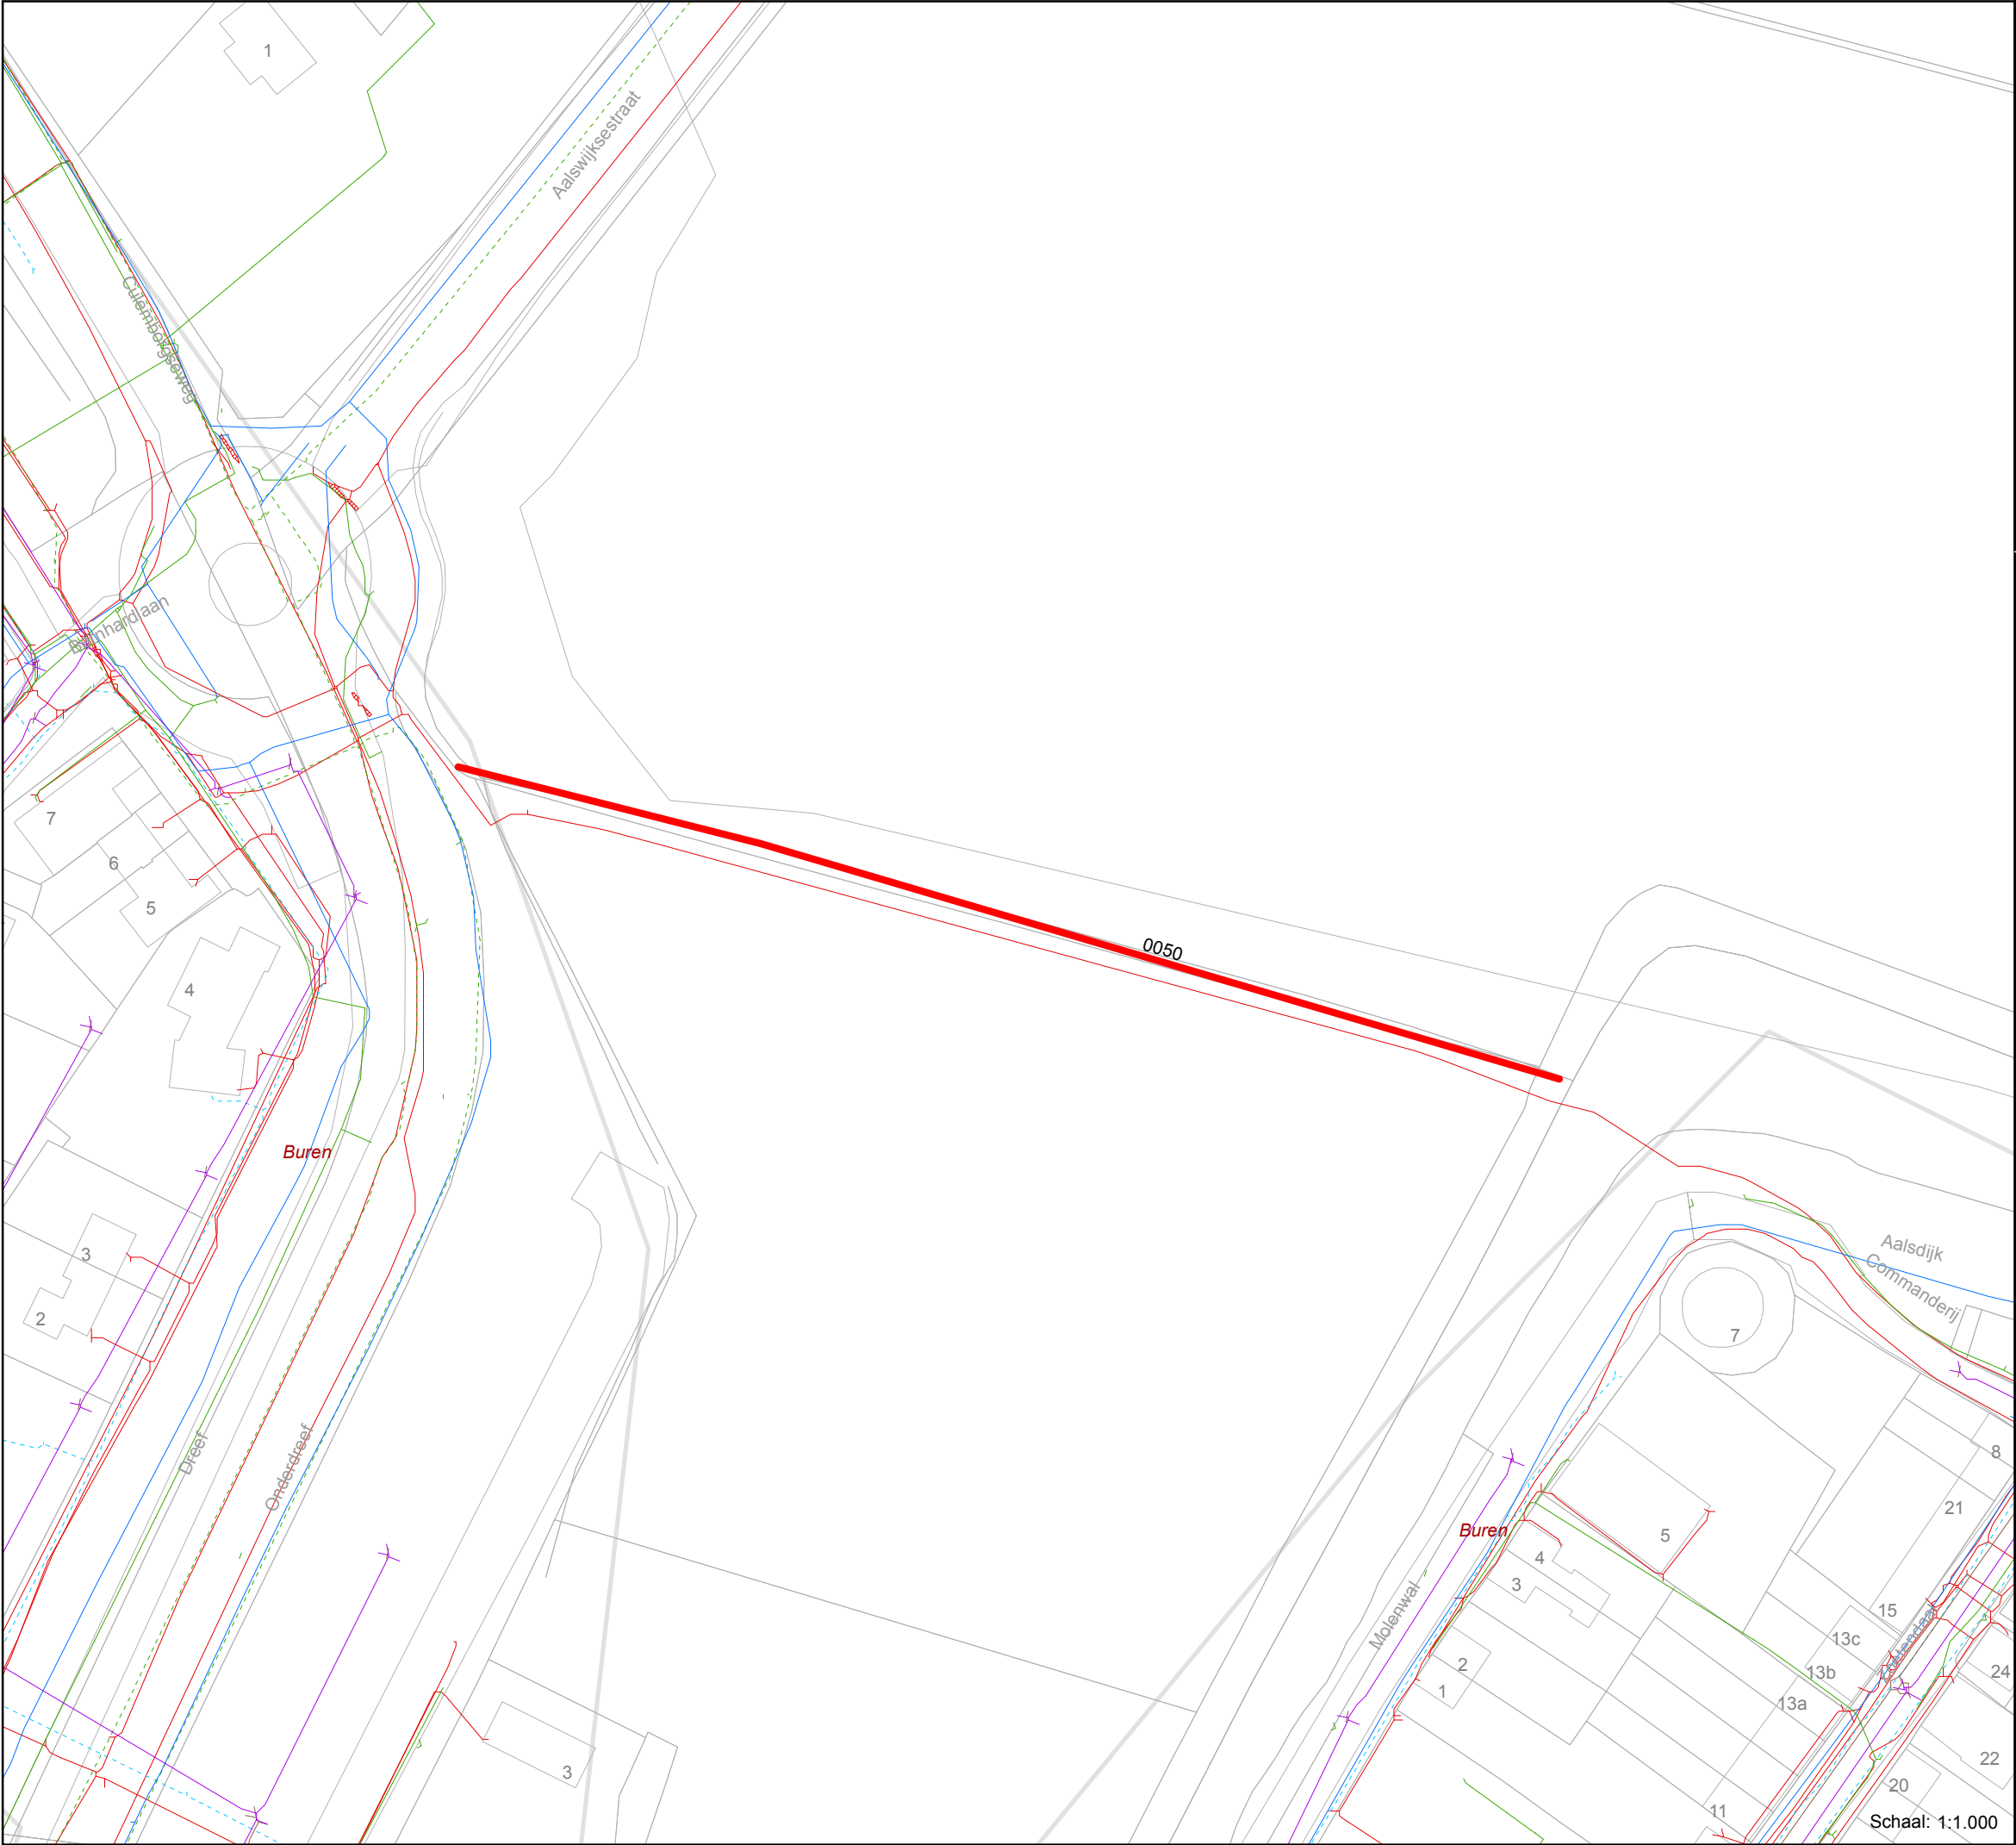 1
Aalswijksestraat
Culemborgseweg
Bernhardlaan
7
6
5
4
0050
Buren
3
2
Aalsdijk
Commanderij
7
Dreef
Onderdreef
8
21
Buren
5
4
3
Molenwal
15
13c
2
13b
24
1
13a
22
3
20
11
Schaal: 1:1.000